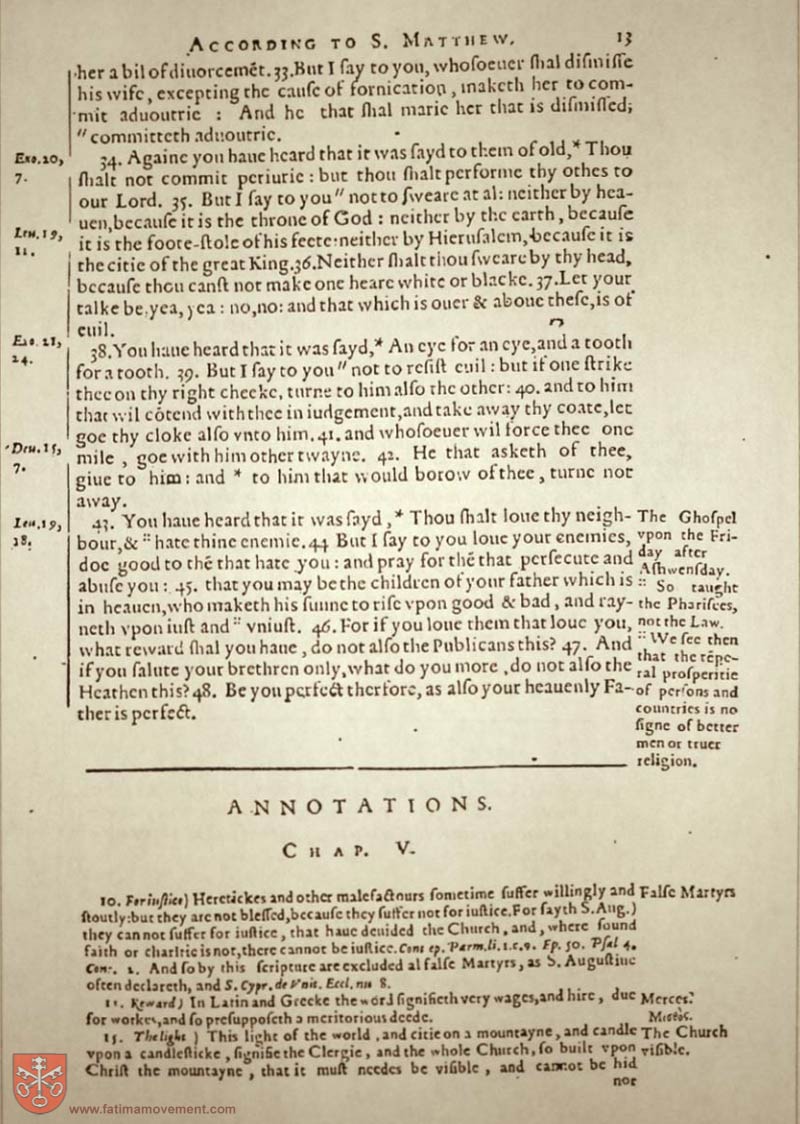 ACCORDING TO S. MATTHEW. 13
her a bil of diuorcemẽt. 33. But I ſay to you, whoſoeuer ſhal diſmiſſe
his wife, excepting the cauſe of fornication, maketh her to com-
mit aduoutrie : And he that ſhal marie her that is diſmiſſed;
" committeth aduoutrie.
Exo. 20,
7.
34. Againe you haue heard that it was ſayd to them of old,* Thou
ſhalt not commit periurie : but thou ſhalt performe thy othes to
our Lord. 35. But I ſay to you " not to ſweare at al: neither by hea-
uen, becauſe it is the throne of God : neither by the earth, becauſe
Leu. 19,
11.
it is the foote-ſtole of his feete: neither by Hieruſalem, becauſe it is
the citie of the great King. 36. Neither ſhalt thou ſweare by thy head,
becauſe thou canſt not make one heare white or blacke. 37. Let your
talke be, yea, yea : no, no: and that which is ouer & aboue theſe, is of
euil.
Exo. 21,
24.
38. You haue heard that it was ſayd,* An eye for an eye, and a tooth
for a tooth. 39. But I ſay to you " not to reſiſt euil : but if one ſtrike
thee on thy right cheeke, turne to him alſo the other: 40. and to him
that wil cõtend with thee in iudgement, and take away thy coate, let
goe thy cloke alſo vnto him. 41. and whoſoeuer wil force thee one
Deu. 15,
7.
mile , goe with him other twayne. 42. He that asketh of thee,
giue to him: and * to him that would borow of thee, turne not
away.
Leu. 19,
18.
43. You haue heard that it was ſayd ,* Thou ſhalt loue thy neigh-
bour, & :: hate thine enemie. 44 But I ſay to you loue your enemies,
doe good to thẽ that hate you : and pray for thẽ that perſecute and
abuſe you : 45. that you may be the children of your father which is
in heauen, who maketh his ſunne to riſe vpon good & bad, and ray-
neth vpon iuſt and :: vniuſt. 46. For if you loue them that loue you,
what reward ſhal you haue, do not alſo the Publicans this? 47. And
if you ſalute your brethren only, what do you more , do not alſo the
Heathen this? 48. Be you perfect therfore, as alſo your heauenly Fa-
ther is perfect.
The Ghoſpel
vpon the Fri-
day after
Aſhwenſday.
:: So taught
the Phariſees,
not the Law.
:: We ſee then
that the tẽpo-
ral proſperitie
of perſons and
countries is no
ſigne of better
men or truer
religion.
ANNOTATIONS.
CHAP. V.
10. For iuſtice) Heretickes and other malefactours ſometime ſuffer willingly and
ſtoutly: but they are not bleſſed, becauſe they ſuffer not for iuſtice. For ſayth S. Aug.)
they can not ſuffer for iuſtice, that haue deuided the Church, and, where ſound
faith or charitie is not, there cannot be iuſtice. Cont ep. Parm. li. 1. c. 9. Ep. 50. Pſal 4.
Conc. 2. And ſo by this ſcripture are excluded al falſe Martyrs, as S. Auguſtine
often declareth, and S. Cypr. de Vnit. Eccl. nu 8.
False Martyrs
11. Reward) In Latin and Greeke the word ſignifieth very wages, and hire, due
for workes, and ſo preſuppoſeth a meritorious deede.
Merces.
Μισθὸς.
15. The light ) This light of the world , and citie on a mountayne, and candle
vpon a candleſticke, ſignifie the Clergie, and the whole Church, ſo built vpon
Chriſt the mountayne , that it muſt needes be viſible , and cannot be hid
The Church
viſible.
nor
www.fatimamovement.com